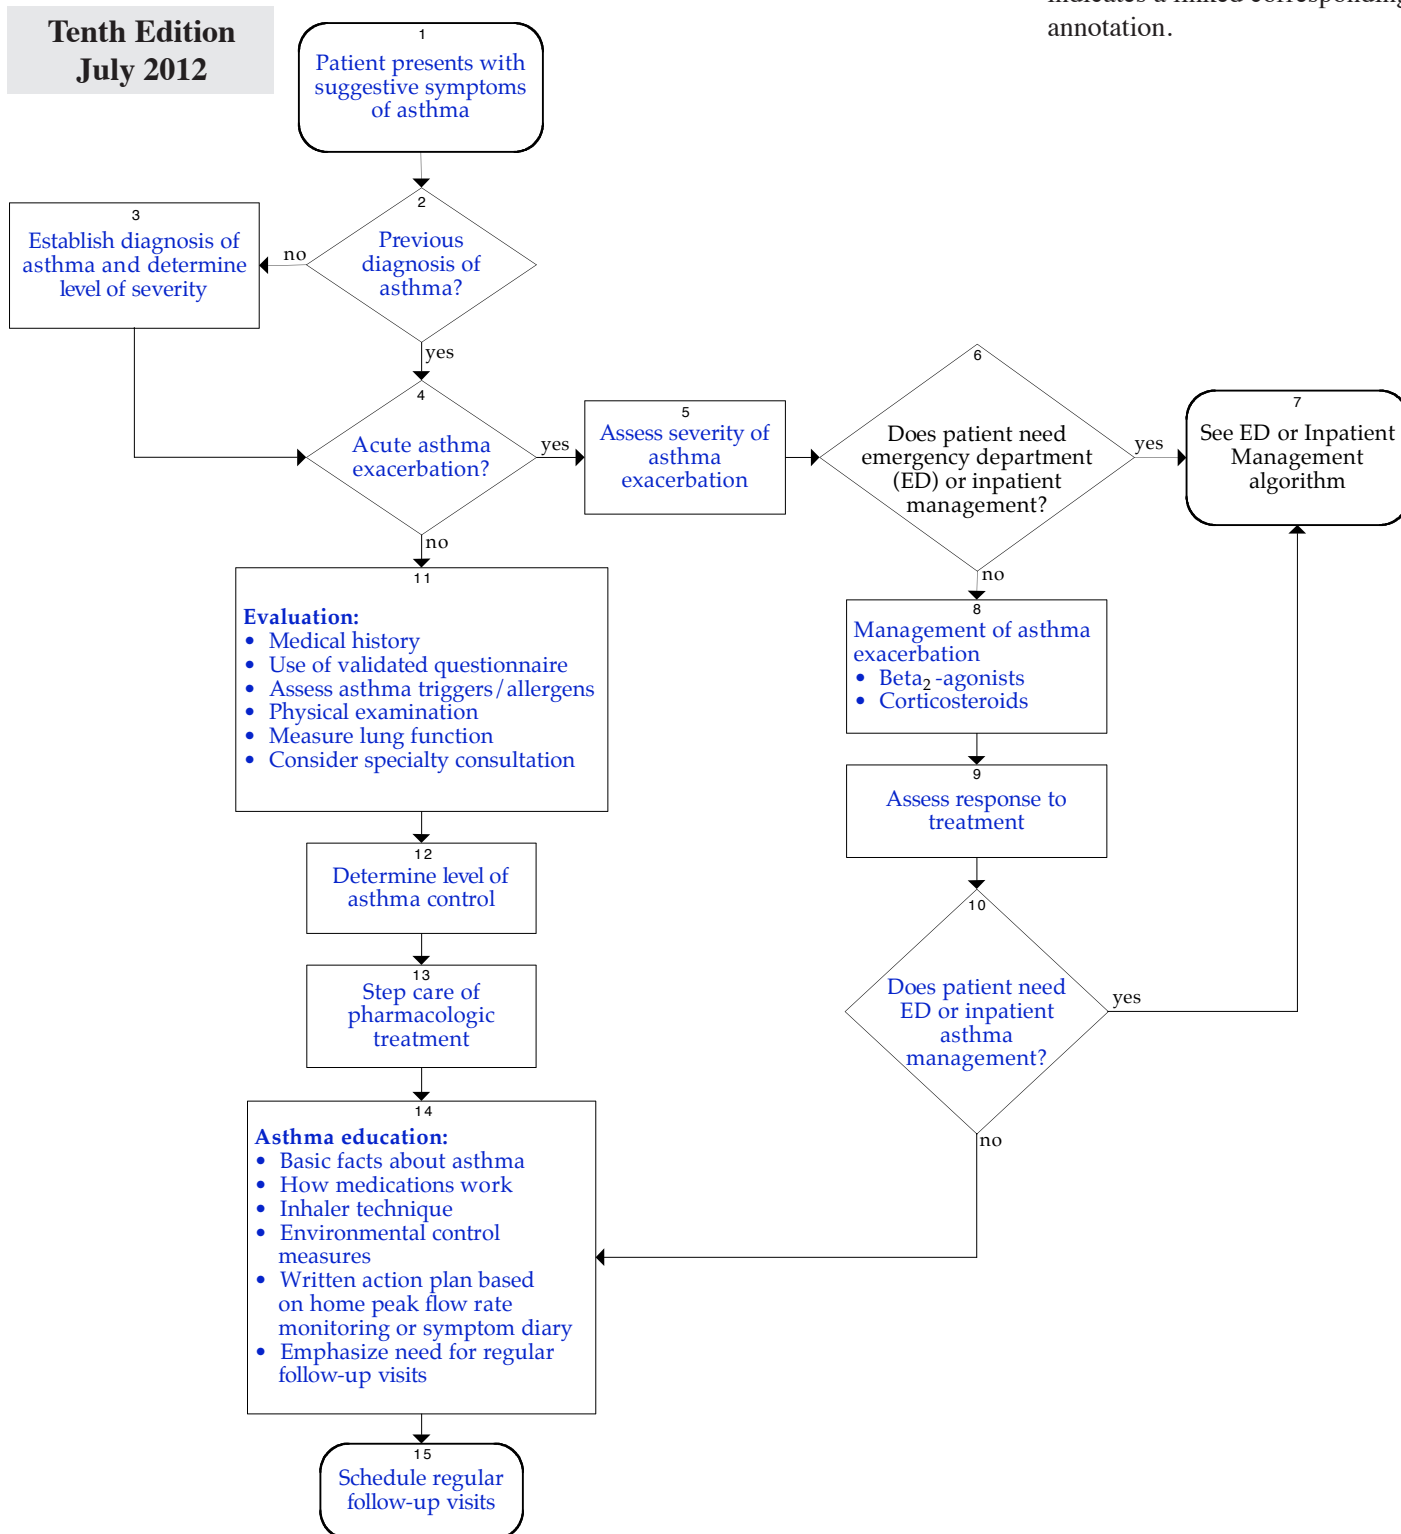 indicates a linked corresponding
annotation.
Tenth Edition
July 2012
1
Patient presents with
suggestive symptoms
of asthma
2
Previous
diagnosis of
asthma?
no
yes
3
Establish diagnosis of
asthma and determine
level of severity
4
Acute asthma
exacerbation?
yes
no
5
Assess severity of
asthma
exacerbation
6
Does patient need
emergency department
(ED) or inpatient
management?
yes
no
7
See ED or Inpatient
Management
algorithm
8
Management of asthma
exacerbation
• Beta2-agonists
• Corticosteroids
9
Assess response to
treatment
10
Does patient need
ED or inpatient
asthma
management?
yes
no
11
Evaluation:
• Medical history
• Use of validated questionnaire
• Assess asthma triggers/allergens
• Physical examination
• Measure lung function
• Consider specialty consultation
12
Determine level of
asthma control
13
Step care of
pharmacologic
treatment
14
Asthma education:
• Basic facts about asthma
• How medications work
• Inhaler technique
• Environmental control
measures
• Written action plan based
on home peak flow rate
monitoring or symptom diary
• Emphasize need for regular
follow-up visits
15
Schedule regular
follow-up visits